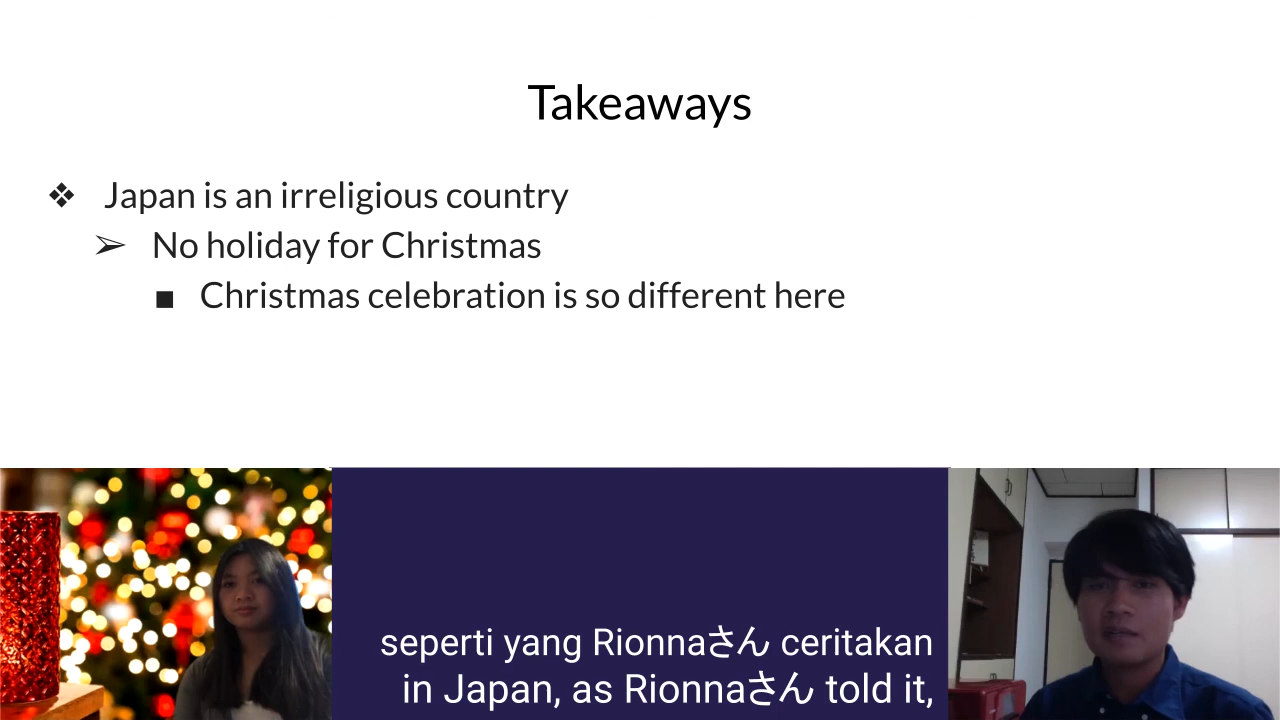 Takeaways
❖ Japan is an irreligious country
➢ No holiday for Christmas
■ Christmas celebration is so different here
seperti yang Rionnaさん ceritakan
in Japan, as Rionnaさん told it,